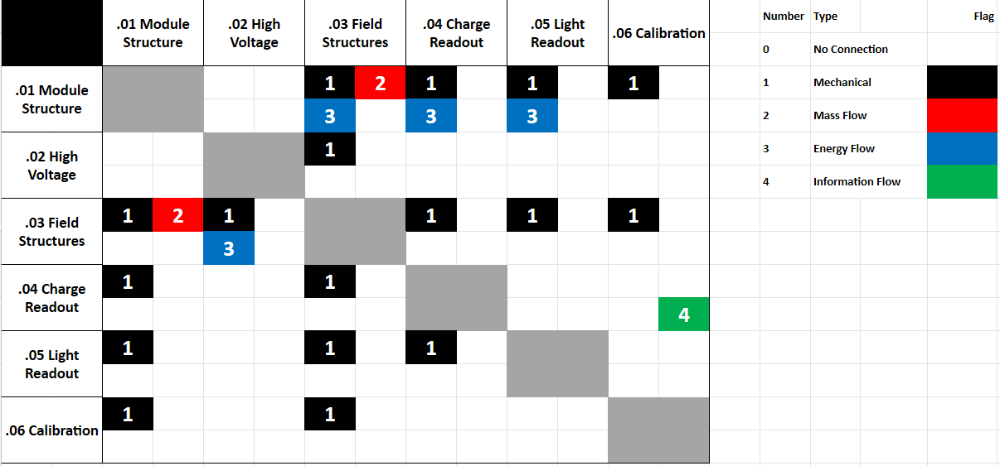 .01 Module
Structure
.02 High
Voltage
.03 Field
Structures
.04 Charge
Readout
.05 Light
Readout
.06 Calibration
.01 Module
Structure
1 2 1 1 1
3 3 3
.02 High
Voltage
1
.03 Field
Structures
1 2 1 1 1 1
3
.04 Charge
Readout
1 1
4
.05 Light
Readout
1 1 1
.06 Calibration
1 1
Number Type Flag
0 No Connection
1 Mechanical
2 Mass Flow
3 Energy Flow
4 Information Flow